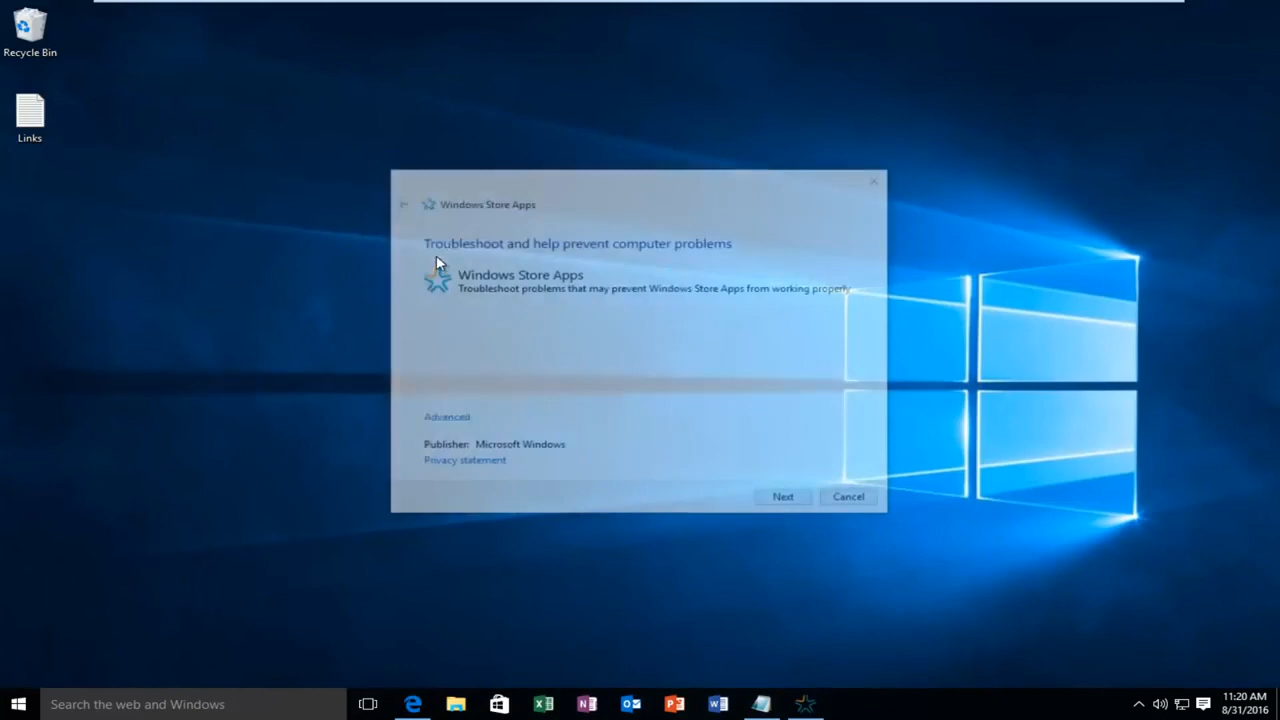 Recycle Bin
Links
Windows Store Apps
Troubleshoot and help prevent computer problems
Windows Store Apps
Troubleshoot problems that may prevent Windows Store Apps from working properly
Advanced
Publisher: Microsoft Windows
Privacy statement
Next
Cancel
Search the web and Windows
11:20 AM
8/31/2016